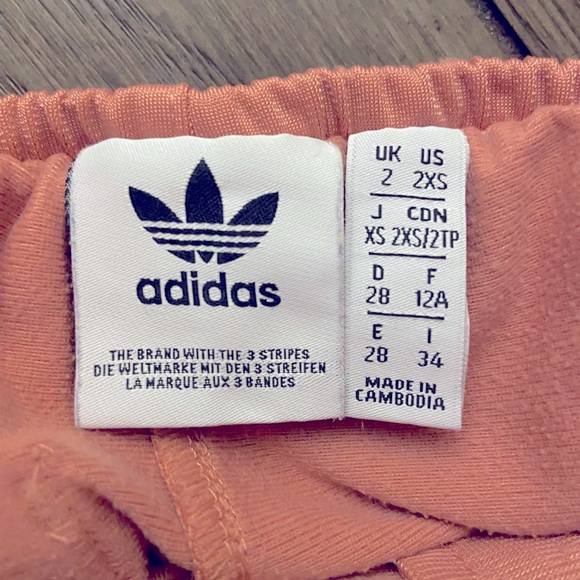 adidas
THE BRAND WITH THE 3 STRIPES
DIE WELTMARKE MIT DEN 3 STREIFEN
LA MARQUE AUX 3 BANDES
UK US
2 2XS
J CDN
XS 2XS/2TP
D F
28 12A
E I
28 34
MADE IN
CAMBODIA